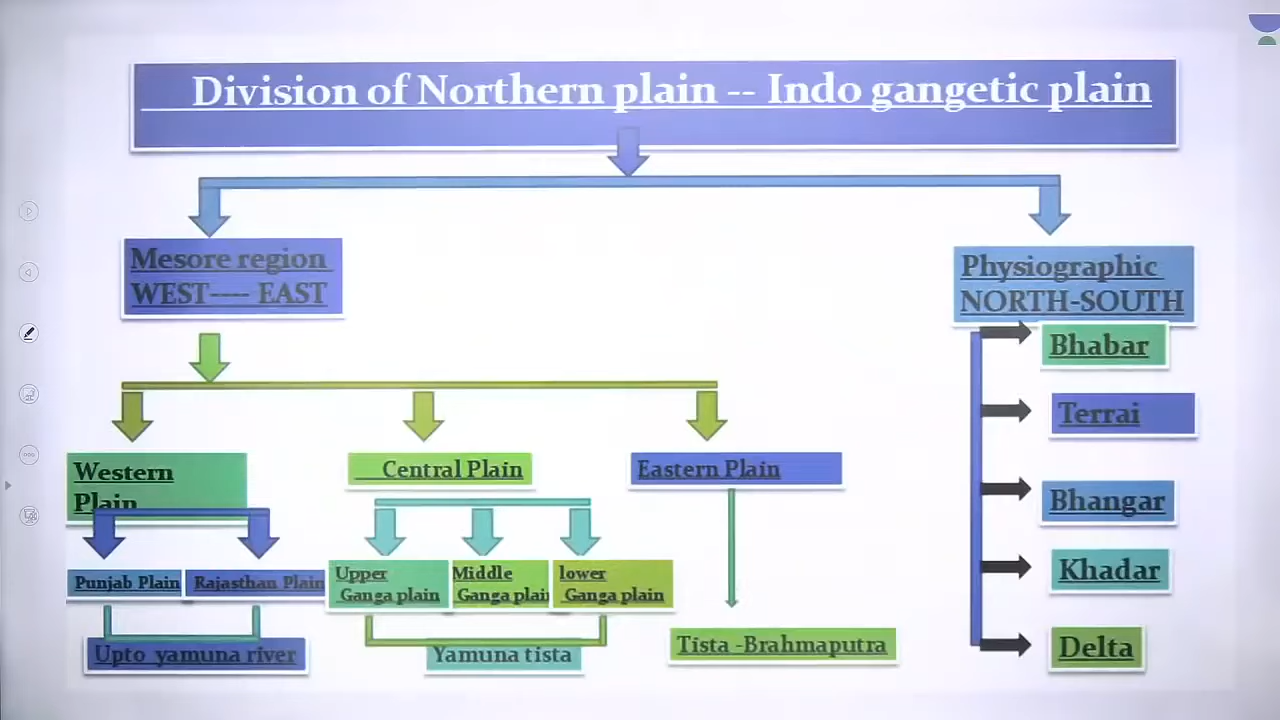 Division of Northern plain -- Indo gangetic plain
Mesore region
WEST---- EAST
Physiographic
NORTH-SOUTH
Bhabar
Terrai
Bhangar
Khadar
Delta
Western
Plain
Central Plain
Eastern Plain
Punjab Plain
Rajasthan Plain
Upper
Ganga plain
Middle
Ganga plain
lower
Ganga plain
Upto yamuna river
Yamuna tista
Tista -Brahmaputra